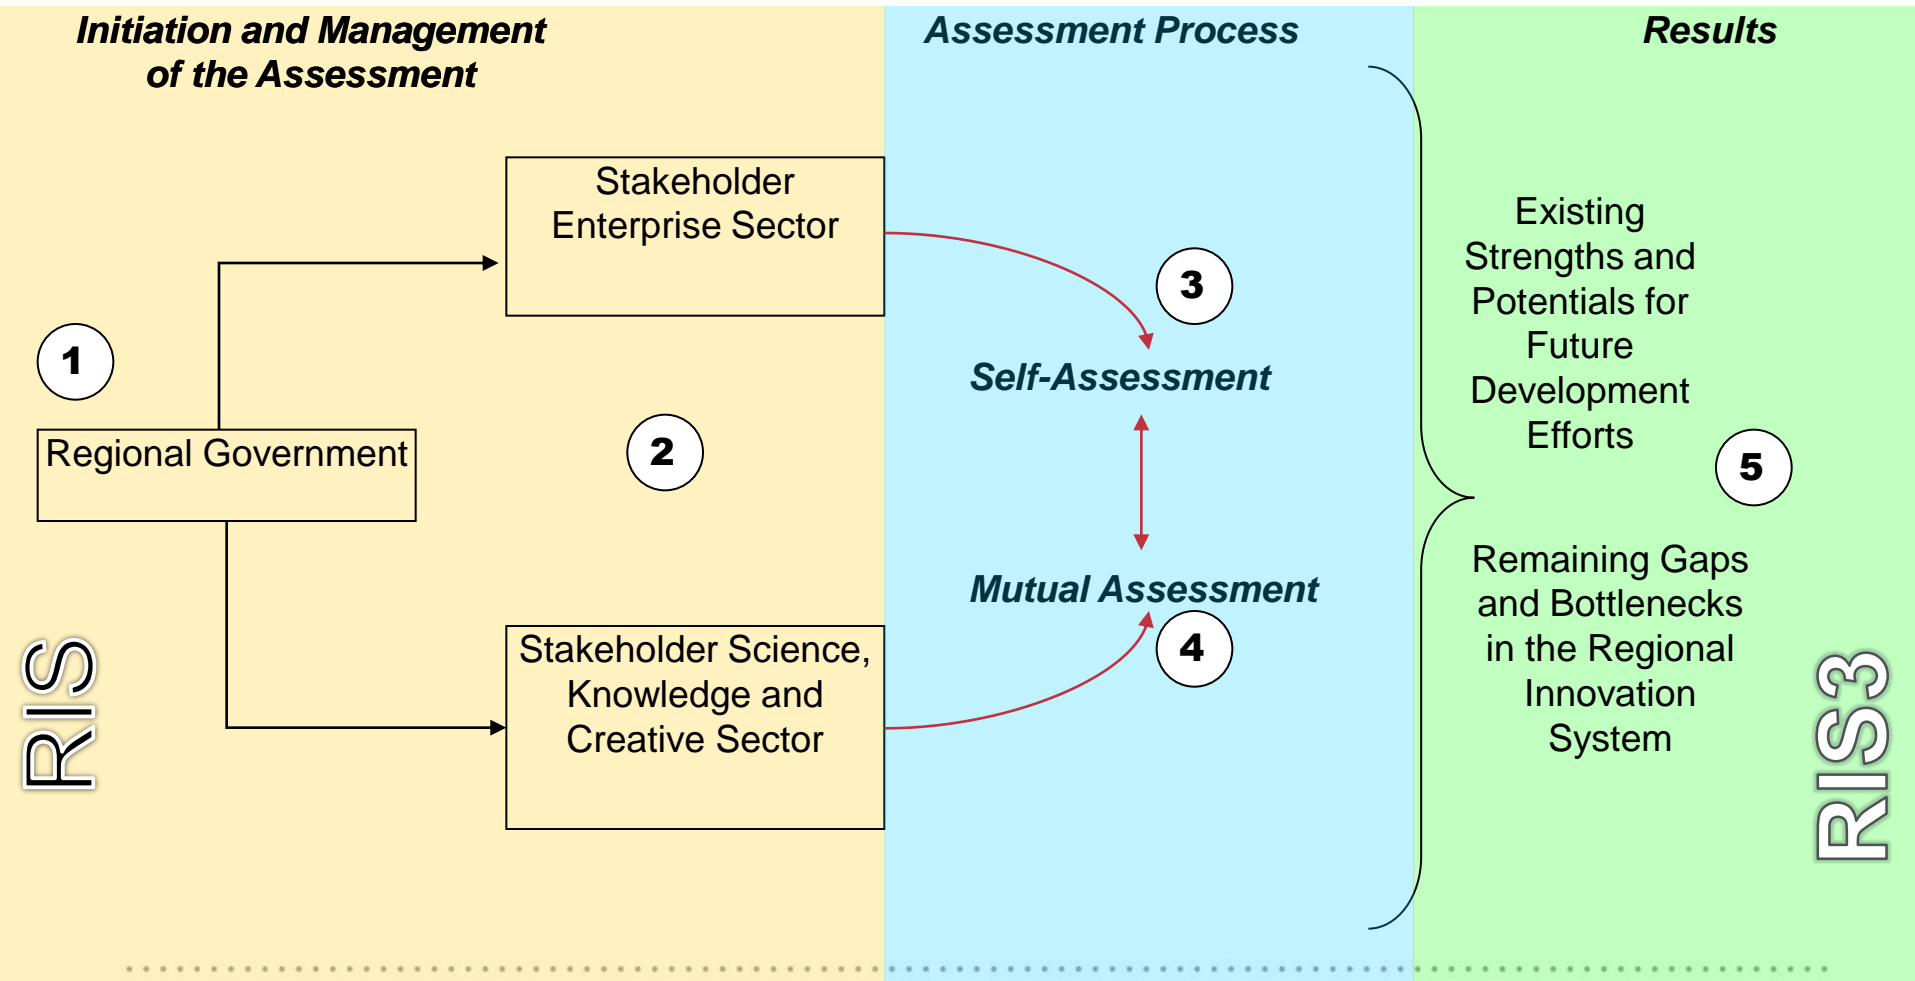 Initiation and Management
of the Assessment
Assessment Process
Results
Stakeholder
Enterprise Sector
1
Regional Government
2
Stakeholder Science,
Knowledge and
Creative Sector
RIS
3
Self-Assessment
Mutual Assessment
4
Existing
Strengths and
Potentials for
Future
Development
Efforts
5
Remaining Gaps
and Bottlenecks
in the Regional
Innovation
System
RIS3